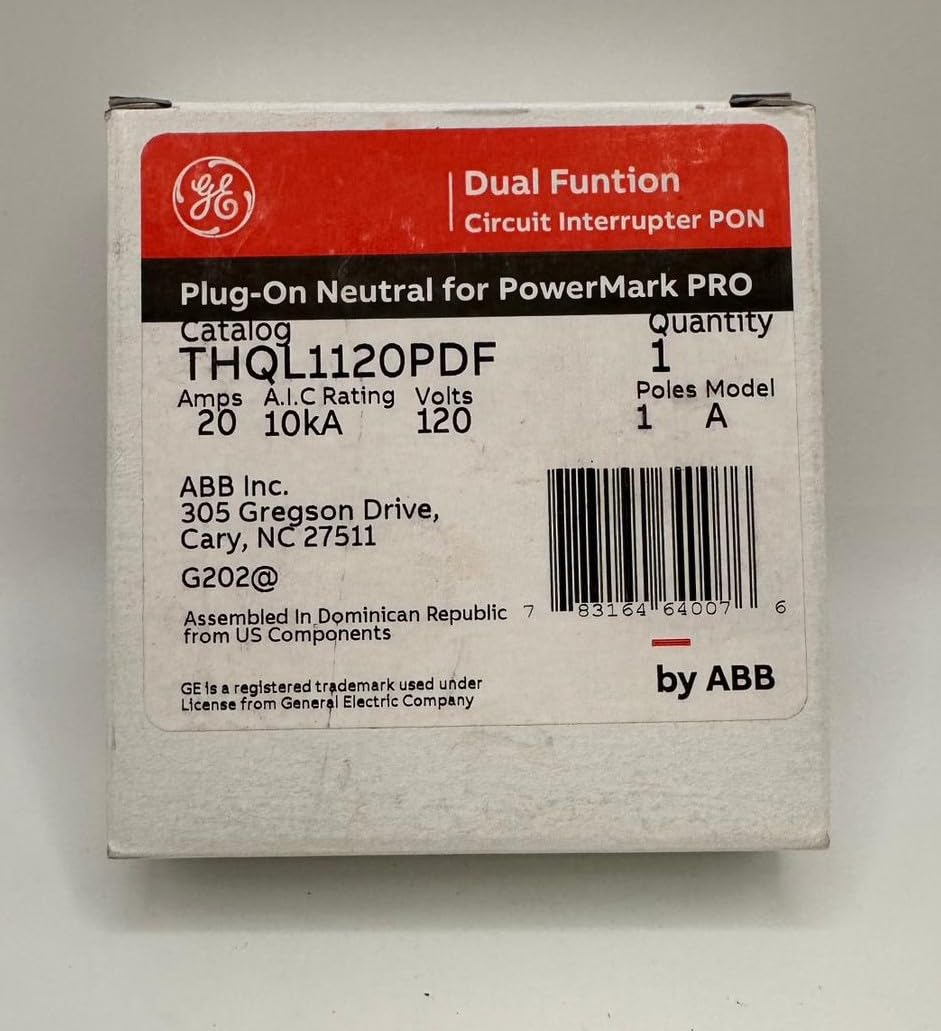 GE
Dual Funtion
Circuit Interrupter PON
Plug-On Neutral for PowerMark PRO
Catalog Quantity
THQL1120PDF 1
Amps A.I.C Rating Volts Poles Model
20 10kA 120 1 A
ABB Inc.
305 Gregson Drive,
Cary, NC 27511
G202@
Assembled In Dominican Republic
from US Components
7 83164 64007 6
by ABB
GE is a registered trademark used under
License from General Electric Company